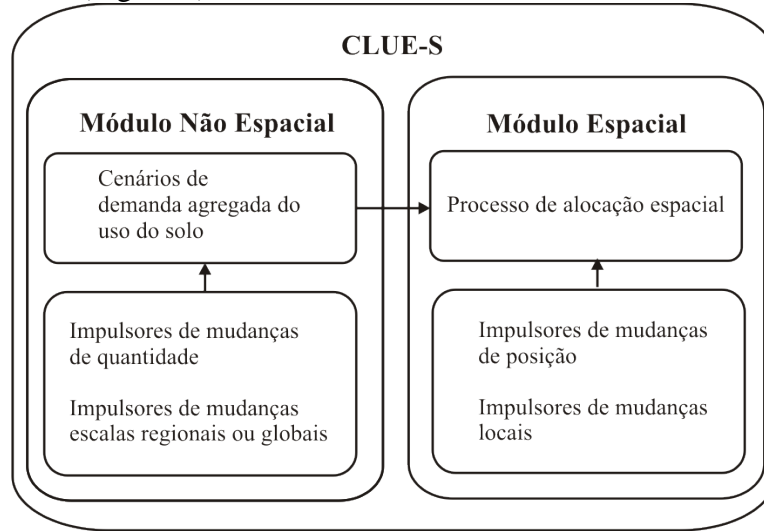 CLUE-S
Módulo Não Espacial
Cenários de
demanda agregada do
uso do solo
Impulsores de mudanças
de quantidade
Impulsores de mudanças
escalas regionais ou globais
Módulo Espacial
Processo de alocação espacial
Impulsores de mudanças
de posição
Impulsores de mudanças
locais